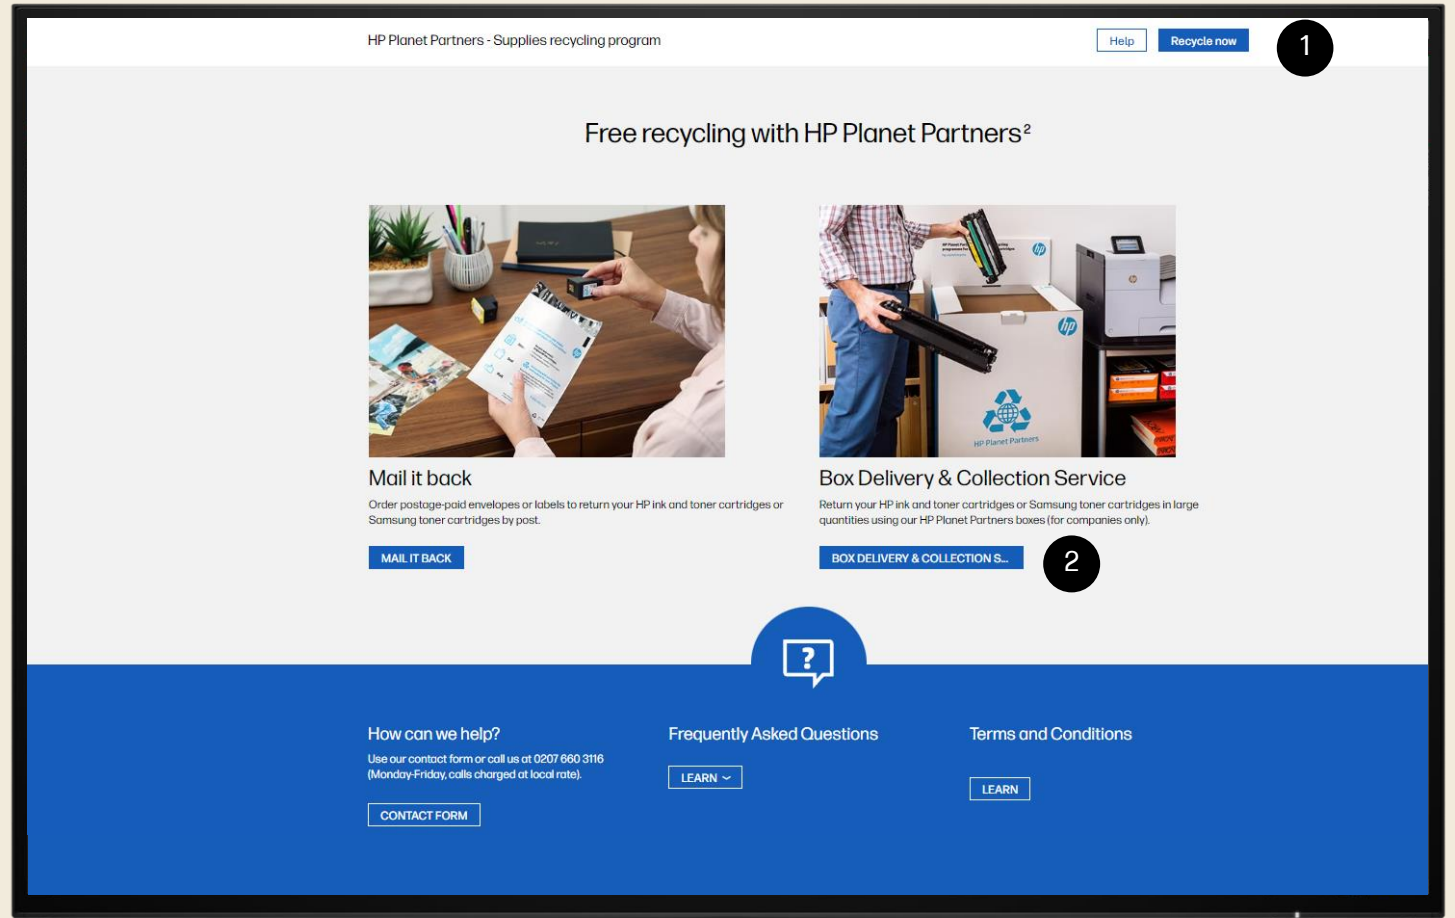 HP Planet Partners - Supplies recycling program
Help
Recycle now
1
Free recycling with HP Planet Partners²
hp
hp
HP Planet Partners
Mail it back
Order postage-paid envelopes or labels to return your HP ink and toner cartridges or
Samsung toner cartridges by post.
MAIL IT BACK
Box Delivery & Collection Service
Return your HP ink and toner cartridges or Samsung toner cartridges in large
quantities using our HP Planet Partners boxes (for companies only).
BOX DELIVERY & COLLECTION S...
2
?
How can we help?
Use our contact form or call us at 0207 660 3116
(Monday-Friday, calls charged at local rate).
CONTACT FORM
Frequently Asked Questions
LEARN
Terms and Conditions
LEARN